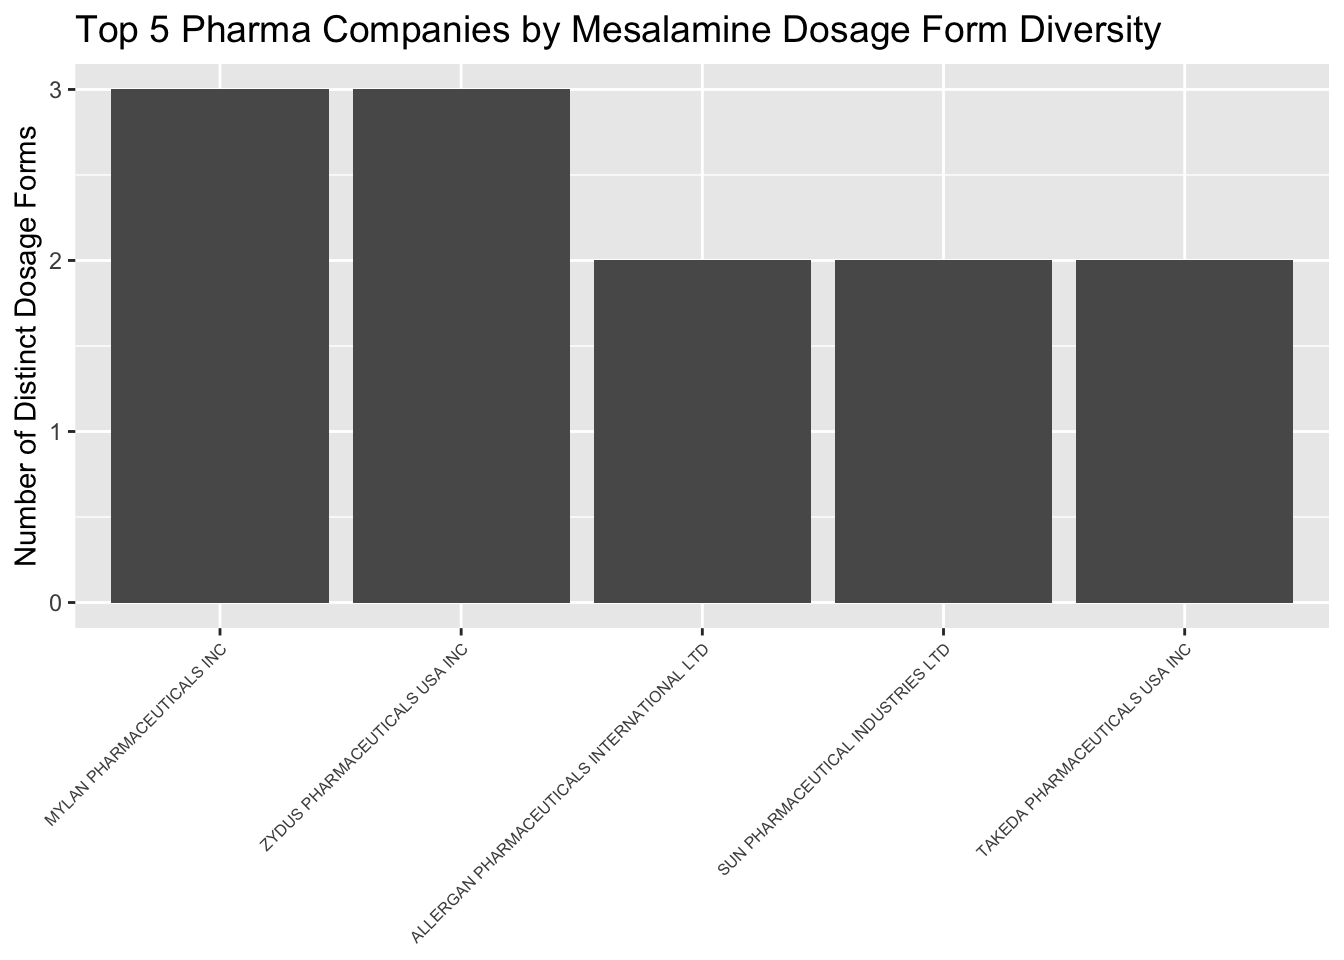 Top 5 Pharma Companies by Mesalamine Dosage Form Diversity
Number of Distinct Dosage Forms
3
2
1
0
MYLAN PHARMACEUTICALS INC
ZYDUS PHARMACEUTICALS USA INC
ALLERGAN PHARMACEUTICALS INTERNATIONAL LTD
SUN PHARMACEUTICAL INDUSTRIES LTD
TAKEDA PHARMACEUTICALS USA INC